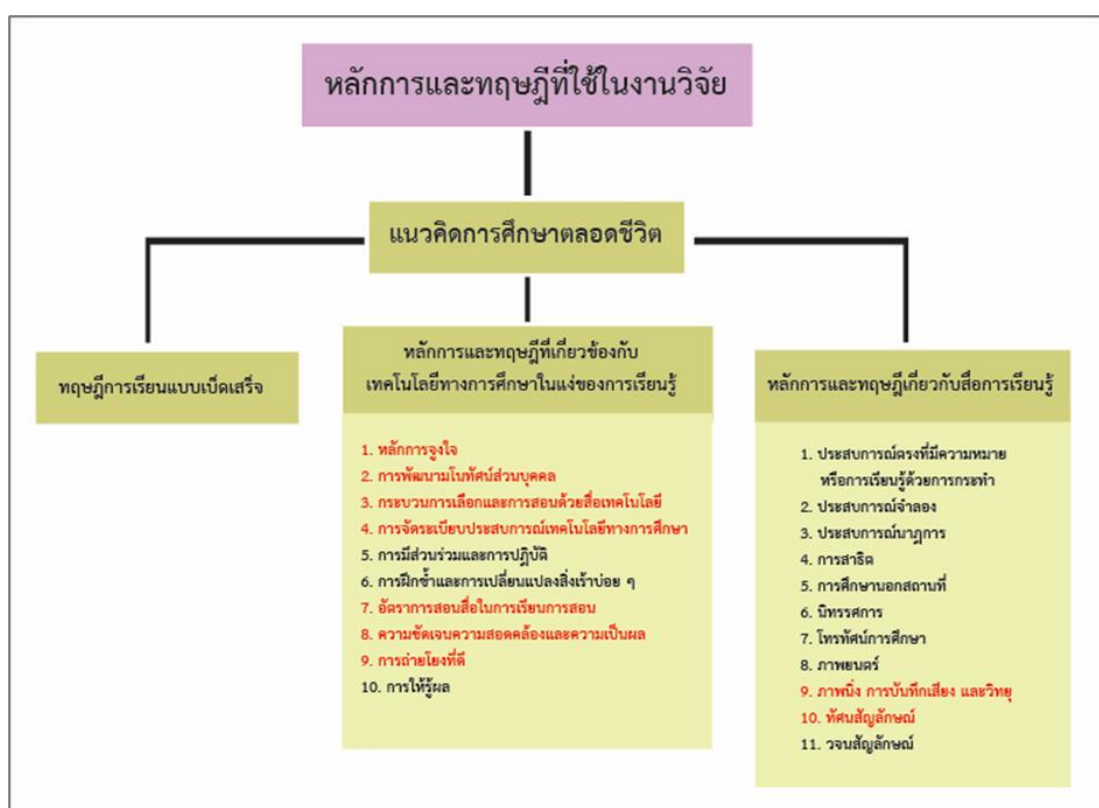 หลักการและทฤษฎีที่ใช้ในงานวิจัย
แนวคิดการศึกษาตลอดชีวิต
ทฤษฎีการเรียนแบบเบ็ดเสร็จ
หลักการและทฤษฎีที่เกี่ยวข้องกับ
เทคโนโลยีทางการศึกษาในแง่ของการเรียนรู้
1. หลักการจูงใจ
2. การพัฒนามโนทัศน์ส่วนบุคคล
3. กระบวนการเลือกและการสอนด้วยสื่อเทคโนโลยี
4. การจัดระเบียบประสบการณ์เทคโนโลยีทางการศึกษา
5. การมีส่วนร่วมและการปฏิบัติ
6. การฝึกซ้ำและการเปลี่ยนแปลงสิ่งเร้าบ่อย ๆ
7. อัตราการสอนสื่อในการเรียนการสอน
8. ความชัดเจนความสอดคล้องและความเป็นผล
9. การถ่ายโยงที่ดี
10. การให้รู้ผล
หลักการและทฤษฎีเกี่ยวกับสื่อการเรียนรู้
1. ประสบการณ์ตรงที่มีความหมาย
หรือการเรียนรู้ด้วยการกระทำ
2. ประสบการณ์จำลอง
3. ประสบการณ์นาฏการ
4. การสาธิต
5. การศึกษานอกสถานที่
6. นิทรรศการ
7. โทรทัศน์การศึกษา
8. ภาพยนตร์
9. ภาพนิ่ง การบันทึกเสียง และวิทยุ
10. ทัศนสัญลักษณ์
11. วจนสัญลักษณ์